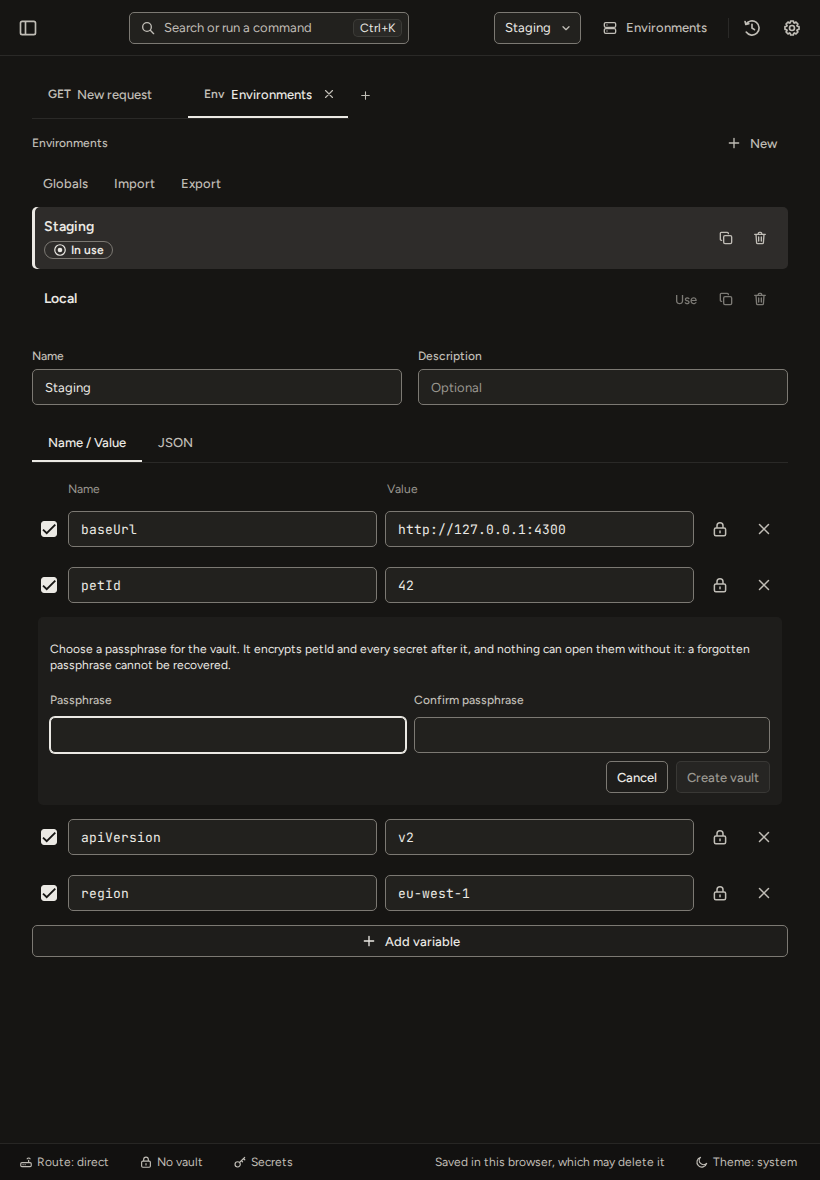 Search or run a command Ctrl+K Staging Environments
GET New request Env Environments
Environments New
Globals Import Export
Staging
In use
Local Use
Name Description
Staging Optional
Name / Value JSON
Name Value
baseUrl http://127.0.0.1:4300
petId 42
Choose a passphrase for the vault. It encrypts petId and every secret after it, and nothing can open them without it: a forgotten
passphrase cannot be recovered.
Passphrase Confirm passphrase
Cancel Create vault
apiVersion v2
region eu-west-1
Add variable
Route: direct No vault Secrets Saved in this browser, which may delete it Theme: system